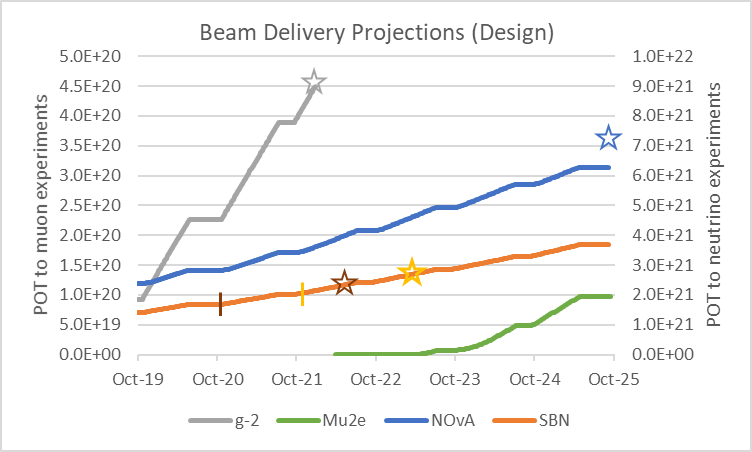 Beam Delivery Projections (Design)
POT to muon experiments
5.0E+20
4.5E+20
4.0E+20
3.5E+20
3.0E+20
2.5E+20
2.0E+20
1.5E+20
1.0E+20
5.0E+19
0.0E+00
1.0E+22
9.0E+21
8.0E+21
7.0E+21
6.0E+21
5.0E+21
4.0E+21
3.0E+21
2.0E+21
1.0E+21
0.0E+00
POT to neutrino experiments
Oct-19 Oct-20 Oct-21 Oct-22 Oct-23 Oct-24 Oct-25
g-2 Mu2e NOvA SBN